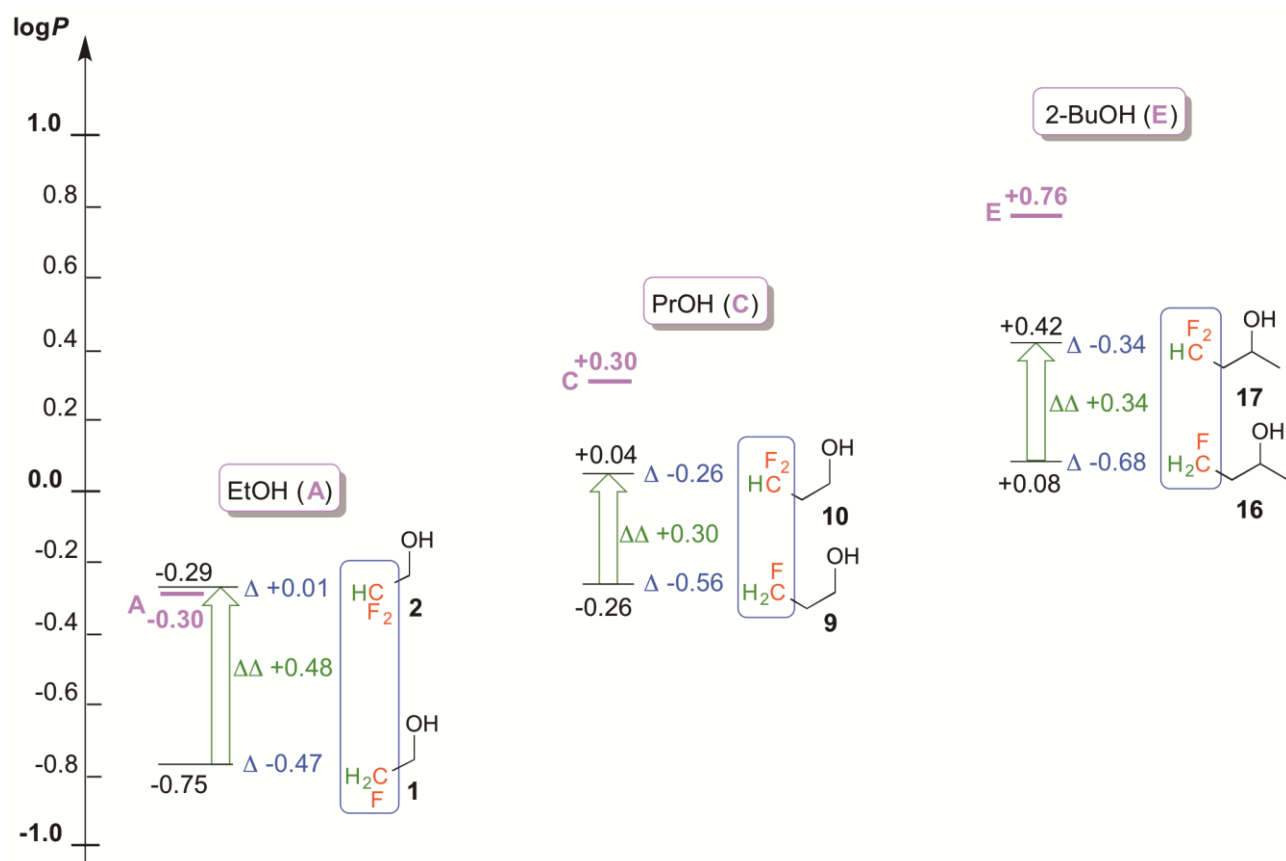 logP
1.0
0.8
0.6
0.4
0.2
0.0
-0.2
-0.4
-0.6
-0.8
-1.0
EtOH (A)
-0.29
Δ +0.01
A
-0.30
ΔΔ +0.48
Δ -0.47
-0.75
OH
HC
F2
2
OH
H2C
F
1
PrOH (C)
C +0.30
+0.04
Δ -0.26
ΔΔ +0.30
Δ -0.56
-0.26
OH
F2
HC
10
OH
F
H2C
9
2-BuOH (E)
E +0.76
+0.42
Δ -0.34
ΔΔ +0.34
Δ -0.68
+0.08
OH
F2
HC
17
OH
F
H2C
16